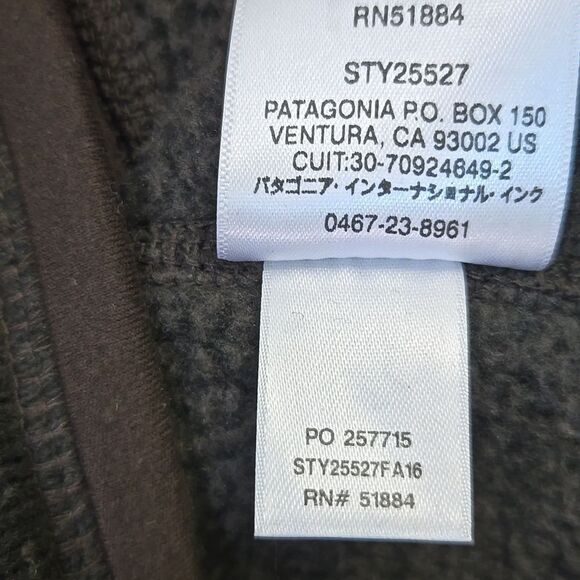 RN51884
STY25527
PATAGONIA P.O. BOX 150
VENTURA, CA 93002 US
CUIT:30-70924649-2
パタゴニア・インターナショナル・インク
0467-23-8961
PO 257715
STY25527FA16
RN# 51884